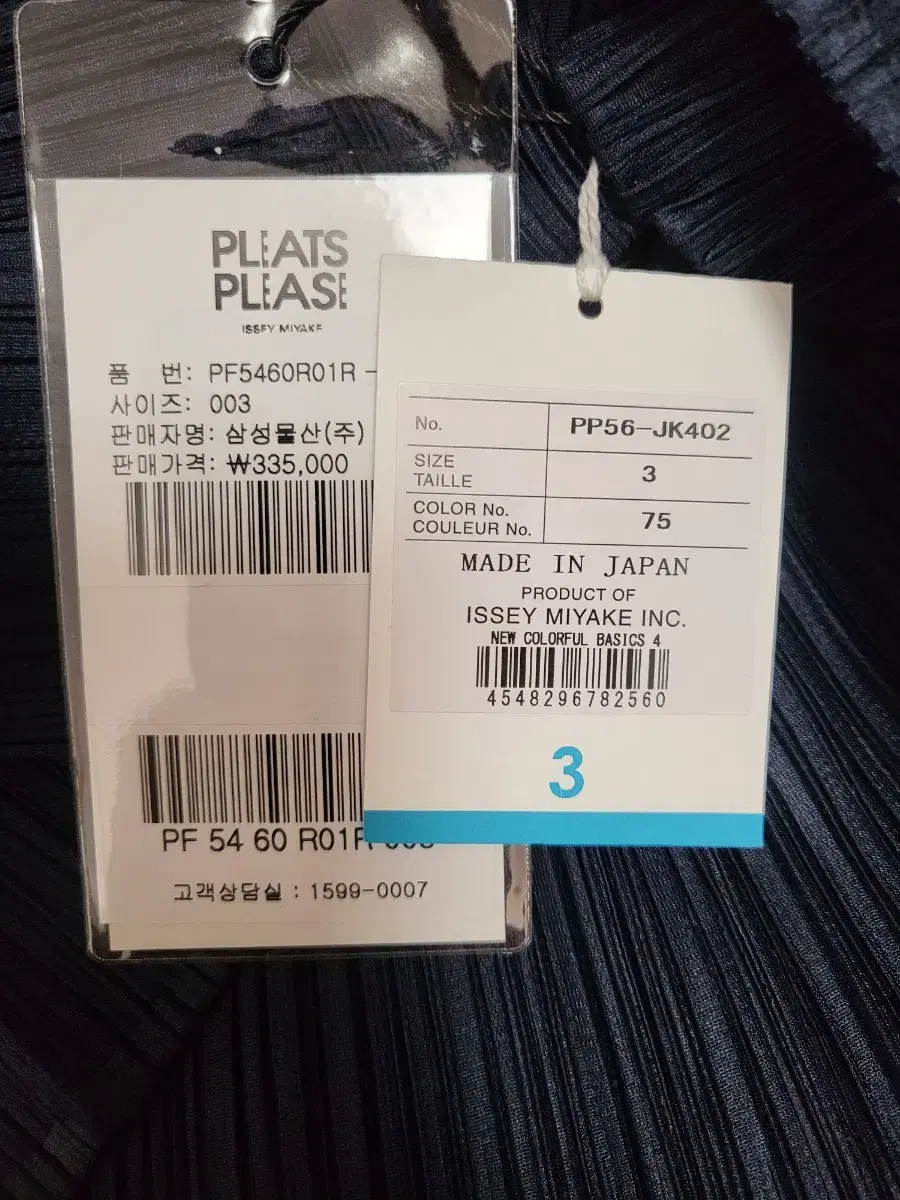 PLEATS
PLEASE
ISSEY MIYAKE
품 번: PF5460R01R -
사이즈: 003
판매자명: 삼성물산(주)
판매가격: ₩335,000
PF 54 60 R01R
고객상담실 : 1599-0007
No. PP56-JK402
SIZE
TAILLE 3
COLOR No.
COULEUR No. 75
MADE IN JAPAN
PRODUCT OF
ISSEY MIYAKE INC.
NEW COLORFUL BASICS 4
4548296782560
3